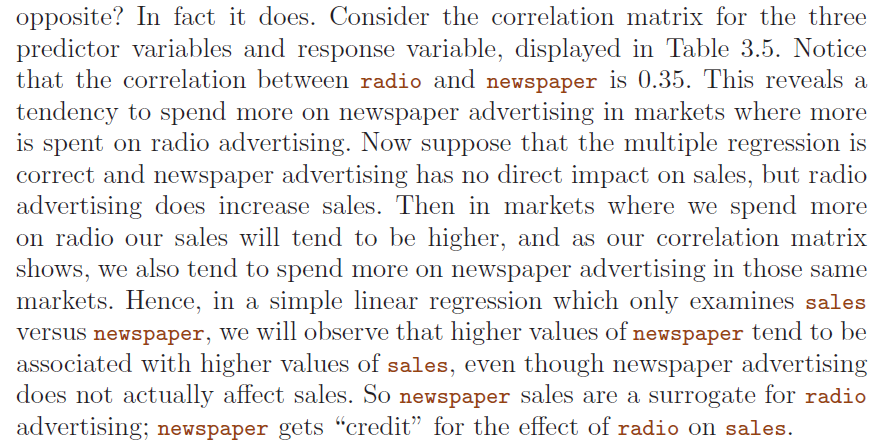 opposite? In fact it does. Consider the correlation matrix for the three
predictor variables and response variable, displayed in Table 3.5. Notice
that the correlation between radio and newspaper is 0.35. This reveals a
tendency to spend more on newspaper advertising in markets where more
is spent on radio advertising. Now suppose that the multiple regression is
correct and newspaper advertising has no direct impact on sales, but radio
advertising does increase sales. Then in markets where we spend more
on radio our sales will tend to be higher, and as our correlation matrix
shows, we also tend to spend more on newspaper advertising in those same
markets. Hence, in a simple linear regression which only examines sales
versus newspaper, we will observe that higher values of newspaper tend to be
associated with higher values of sales, even though newspaper advertising
does not actually affect sales. So newspaper sales are a surrogate for radio
advertising; newspaper gets “credit” for the effect of radio on sales.